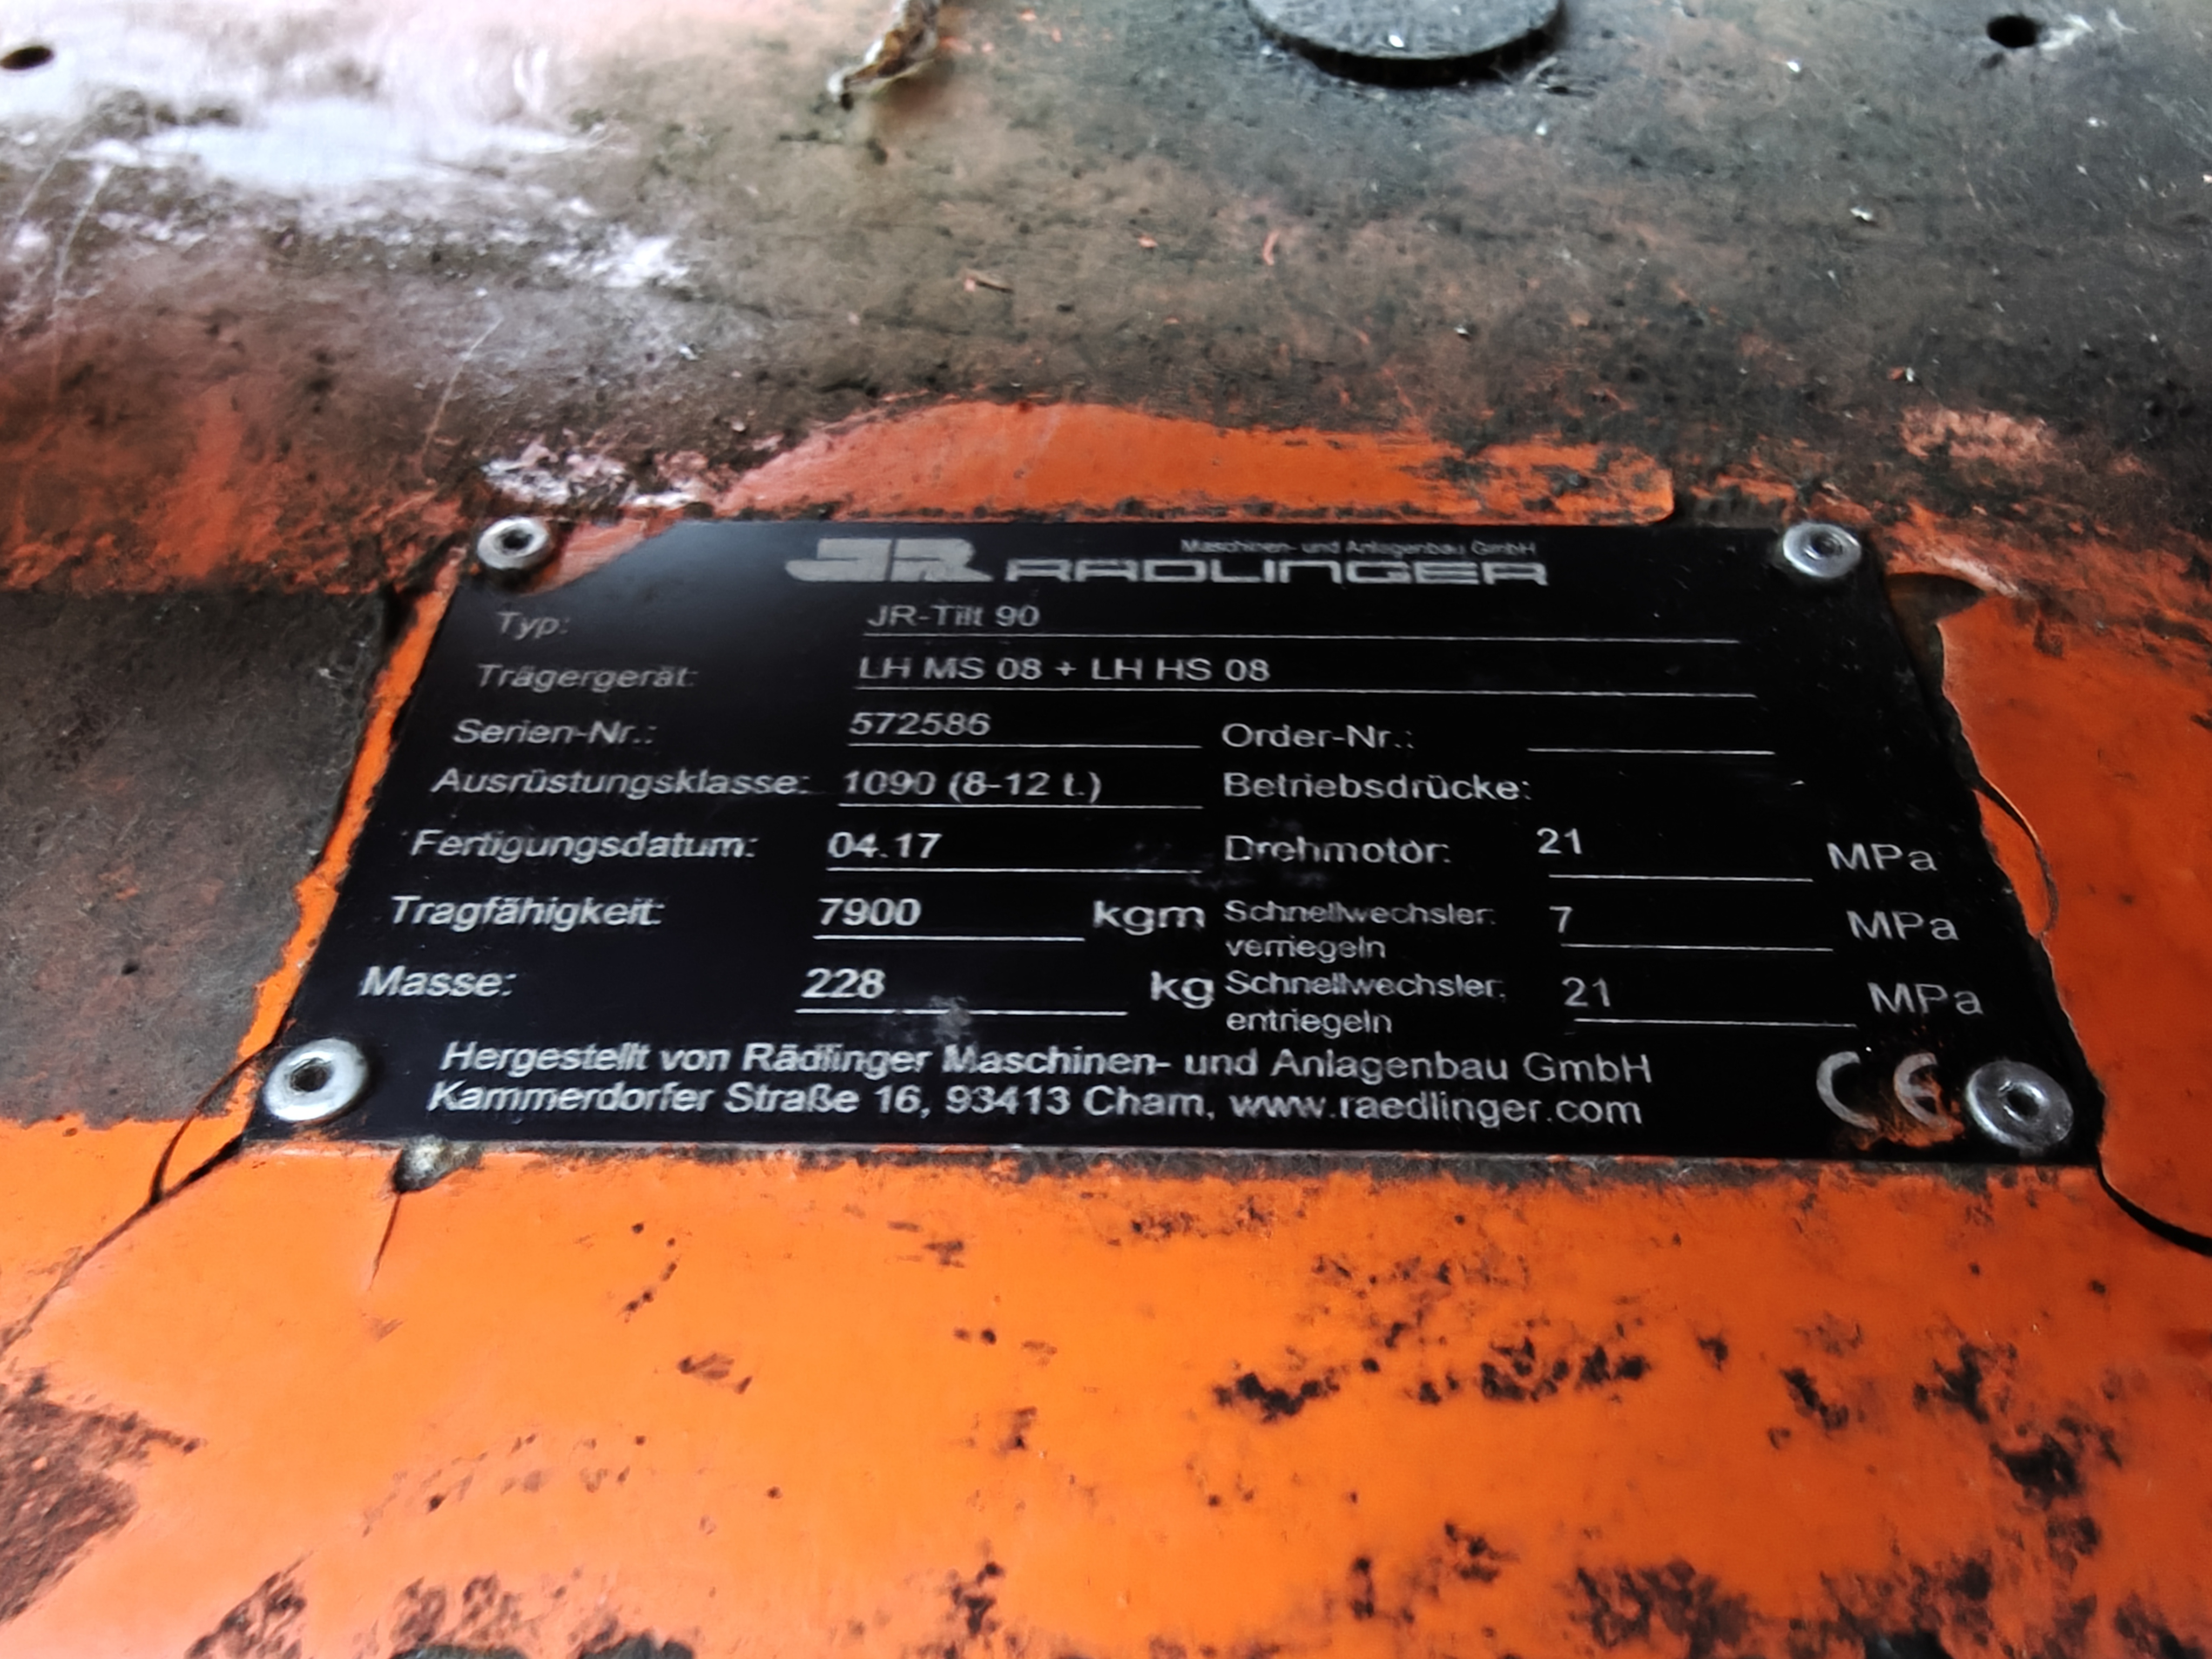 JR Maschinen- und Anlagenbau GmbH
RÄDLINGER
Typ: JR-Tilt 90
Trägergerät: LH MS 08 + LH HS 08
Serien-Nr.: 572586 Order-Nr.:
Ausrüstungsklasse: 1090 (8-12 t.) Betriebsdrücke:
Fertigungsdatum: 04.17 Drehmotor: 21 MPa
Tragfähigkeit: 7900 kgm Schnellwechsler: 7 MPa
verriegeln
Masse: 228 kg Schnellwechsler: 21 MPa
entriegeln
Hergestellt von Rädlinger Maschinen- und Anlagenbau GmbH
Kammerdorfer Straße 16, 93413 Cham, www.raedlinger.com
CE